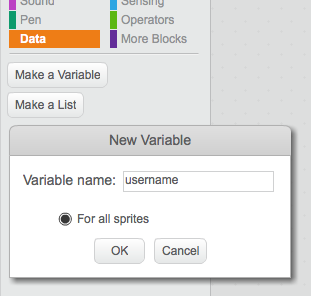 Sound Sensing
Pen Operators
Data More Blocks
Make a Variable
Make a List
New Variable
Variable name: username
For all sprites
OK Cancel